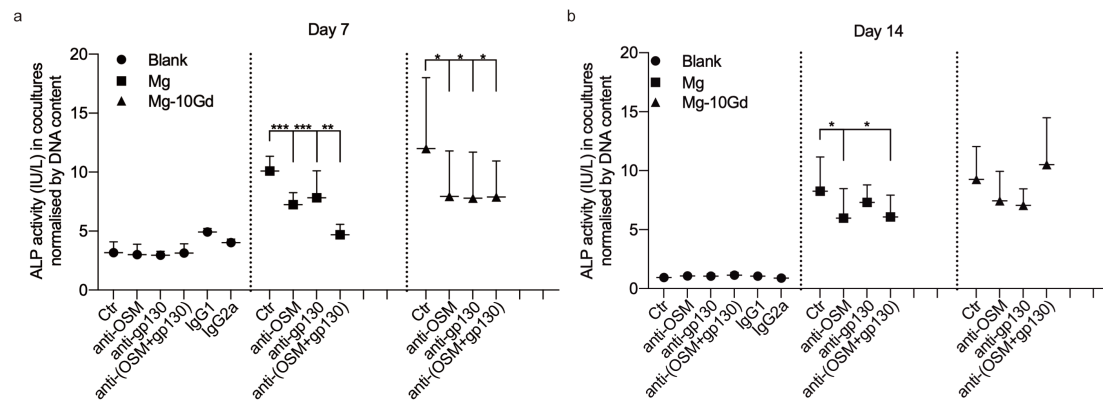 a
Day 7
ALP activity (IU/L) in cocultures
normalised by DNA content
20
15
10
5
0
Blank
Mg
Mg-10Gd
*** *** **
* * *
Ctr
anti-OSM
anti-gp130
anti-(OSM+gp130)
IgG1
IgG2a
Ctr
anti-OSM
anti-gp130
anti-(OSM+gp130)
Ctr
anti-OSM
anti-gp130
anti-(OSM+gp130)
b
Day 14
ALP activity (IU/L) in cocultures
normalised by DNA content
20
15
10
5
0
Blank
Mg
Mg-10Gd
* *
Ctr
anti-OSM
anti-gp130
anti-(OSM+gp130)
IgG1
IgG2a
Ctr
anti-OSM
anti-gp130
anti-(OSM+gp130)
Ctr
anti-OSM
anti-gp130
anti-(OSM+gp130)